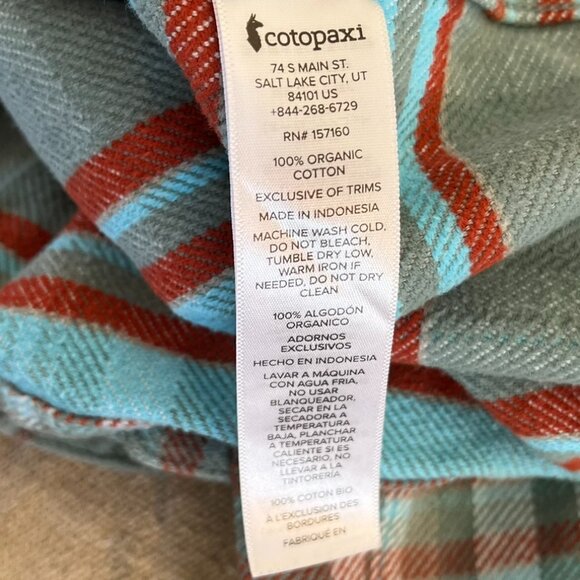 cotopaxi
74 S MAIN ST.
SALT LAKE CITY, UT
84101 US
+844-268-6729
RN# 157160
100% ORGANIC
COTTON
EXCLUSIVE OF TRIMS
MADE IN INDONESIA
MACHINE WASH COLD,
DO NOT BLEACH,
TUMBLE DRY LOW,
WARM IRON IF
NEEDED, DO NOT DRY
CLEAN
100% ALGODÓN
ORGANICO
ADORNOS
EXCLUSIVOS
HECHO EN INDONESIA
LAVAR A MÁQUINA
CON AGUA FRIA,
NO USAR
BLANQUEADOR,
SECAR EN LA
SECADORA A
TEMPERATURA
BAJA, PLANCHAR
A TEMPERATURA
CALIENTE SI ES
NECESARIO, NO
LLEVAR A LA
TINTORERÍA
100% COTON BIO
À L'EXCLUSION DES
BORDURES
FABRIQUÉ EN